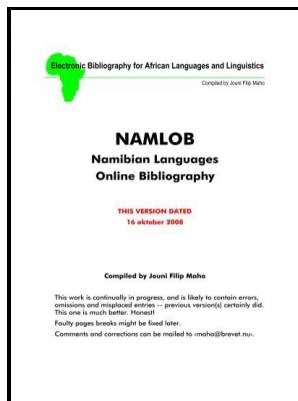 Electronic Bibliography for African Languages and Linguistics
Compiled by Jouni Filip Maho
NAMLOB
Namibian Languages
Online Bibliography
THIS VERSION DATED
16 oktober 2008
Compiled by Jouni Filip Maho
This work is continually in progress, and is likely to contain errors,
omissions and misplaced entries -- previous version(s) certainly did.
This one is much better. Honest!
Faulty pages breaks might be fixed later.
Comments and corrections can be mailed to ‹maho@brevet.nu›.